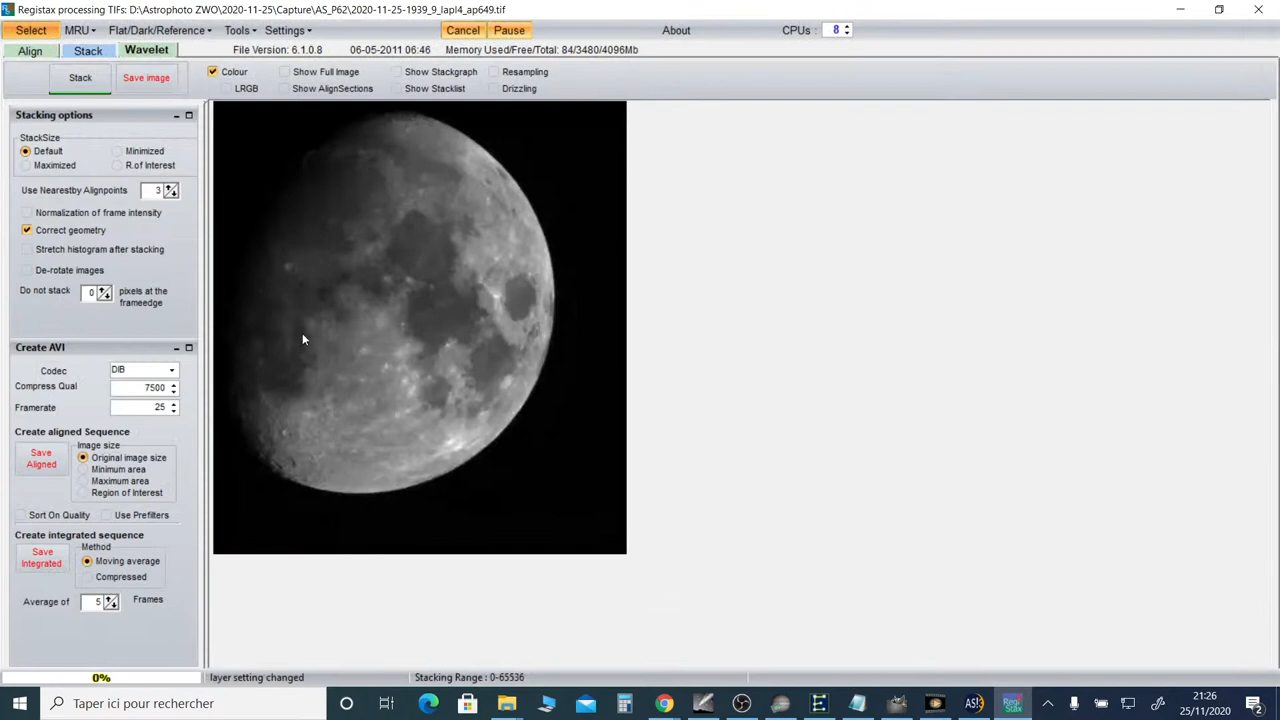 Registax processing TIFs: D:\Astrophoto ZWO\2020-11-25\Capture\AS_P62\2020-11-25-1939_9_lapl4_ap649.tif
Select MRU Flat/Dark/Reference Tools Settings Cancel Pause About CPUs: 8
Align Stack Wavelet File Version: 6.1.0.8 06-05-2011 06:46 Memory Used/Free/Total: 84/3480/4096Mb
Stack Save image Colour Show Full Image Show Stackgraph Resampling
LRGB Show AlignSections Show Stacklist Drizzling
Stacking options
StackSize
Default Minimized
Maximized R.of Interest
Use Nearestby Alignpoints 3
Normalization of frame intensity
Correct geometry
Stretch histogram after stacking
De-rotate images
Do not stack 0 pixels at the
frameedge
Create AVI
Codec DIB
Compress Qual 7500
Framerate 25
Create aligned Sequence
Image size
Save
Aligned
Original image size
Minimum area
Maximum area
Region of Interest
Sort On Quality Use Prefilters
Create integrated sequence
Method
Save
Integrated
Moving average
Compressed
Average of 5 Frames
0% layer setting changed Stacking Range : 0-65536
Taper ici pour rechercher
21:26
25/11/2020